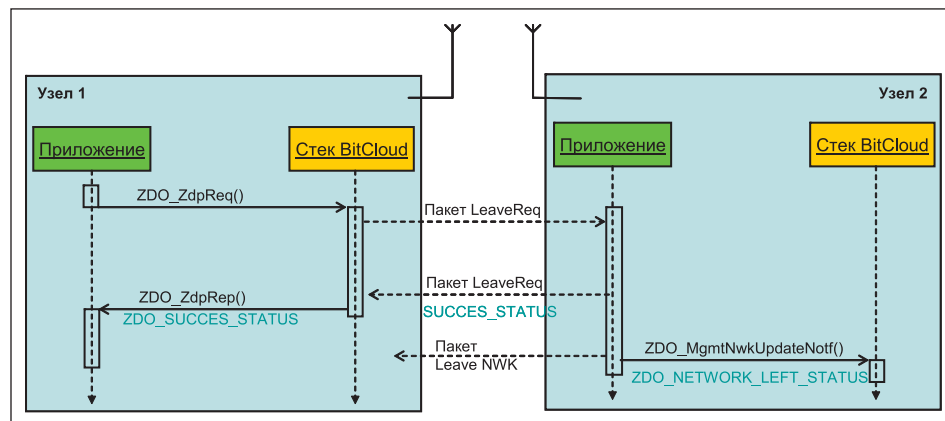 Узел 1
Узел 2
Приложение
Стек BitCloud
Приложение
Стек BitCloud
ZDO_ZdpReq()
Пакет LeaveReq
ZDO_ZdpRep()
ZDO_SUCCES_STATUS
Пакет LeaveReq
SUCCES_STATUS
Пакет
Leave NWK
ZDO_MgmtNwkUpdateNotf()
ZDO_NETWORK_LEFT_STATUS